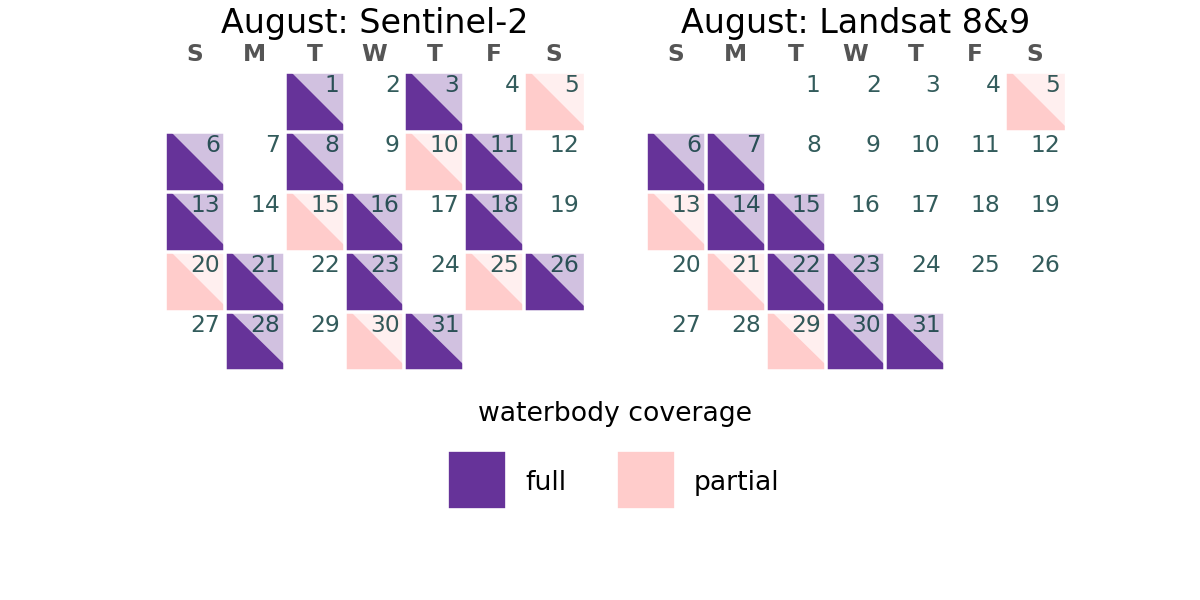 August: Sentinel-2
S M T W T F S
1 2 3 4 5
6 7 8 9 10 11 12
13 14 15 16 17 18 19
20 21 22 23 24 25 26
27 28 29 30 31
August: Landsat 8&9
S M T W T F S
1 2 3 4 5
6 7 8 9 10 11 12
13 14 15 16 17 18 19
20 21 22 23 24 25 26
27 28 29 30 31
waterbody coverage
full partial